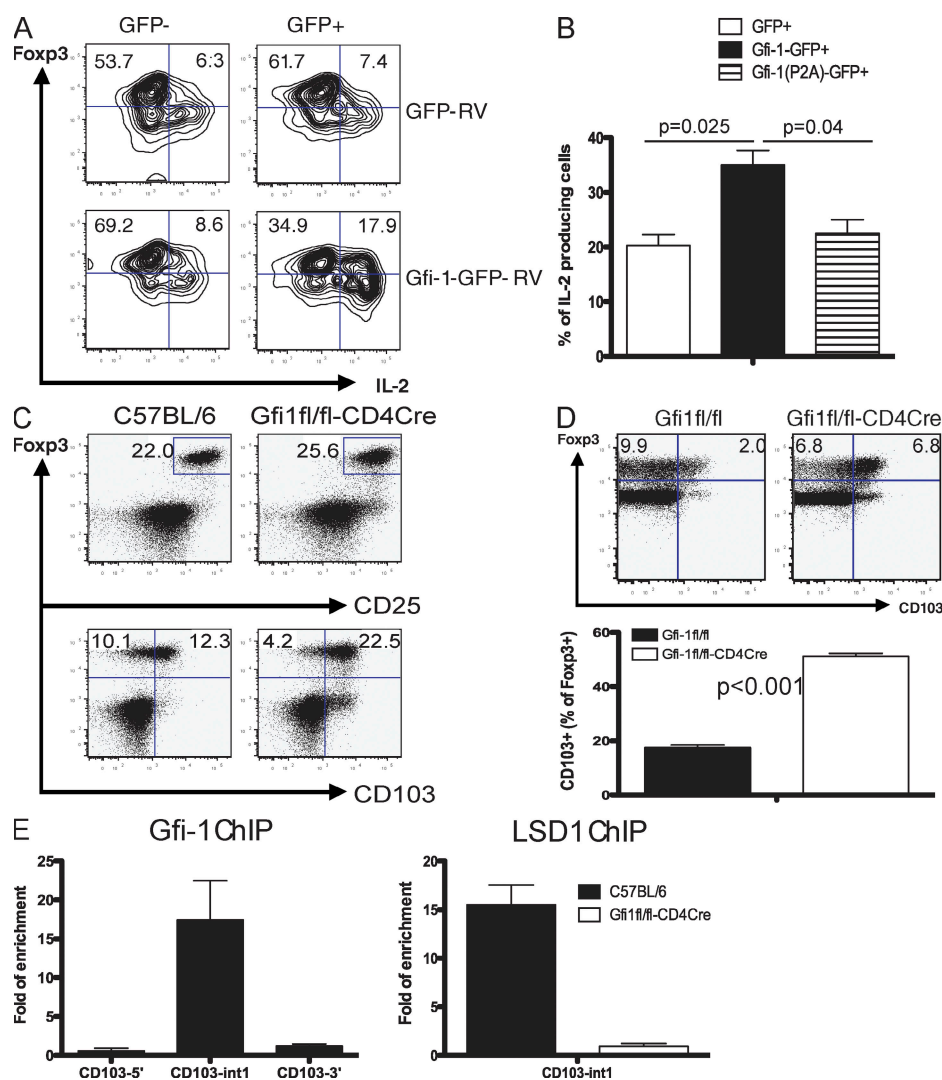 A
GFP-
GFP+
Foxp3
53.7
6:3
61.7
7.4
GFP-RV
69.2
8.6
34.9
17.9
Gfi-1-GFP-RV
IL-2
B
GFP+
Gfi-1-GFP+
Gfi-1(P2A)-GFP+
p=0.025
p=0.04
% of IL-2 producing cells
40
30
20
10
0
C
C57BL/6
Gfi1fl/fl-CD4Cre
Foxp3
22.0
25.6
CD25
10.1
12.3
4.2
22.5
CD103
D
Gfi1fl/fl
Gfi1fl/fl-CD4Cre
Foxp3
9.9
2.0
6.8
6.8
CD103
Gfi-1fl/fl
Gfi-1fl/fl-CD4Cre
p<0.001
CD103+ (% of Foxp3+)
60
40
20
0
E
Gfi-1ChIP
Fold of enrichment
25
20
15
10
5
0
CD103-5'
CD103-int1
CD103-3'
LSD1ChIP
C57BL/6
Gfi1fl/fl-CD4Cre
Fold of enrichment
20
15
10
5
0
CD103-int1